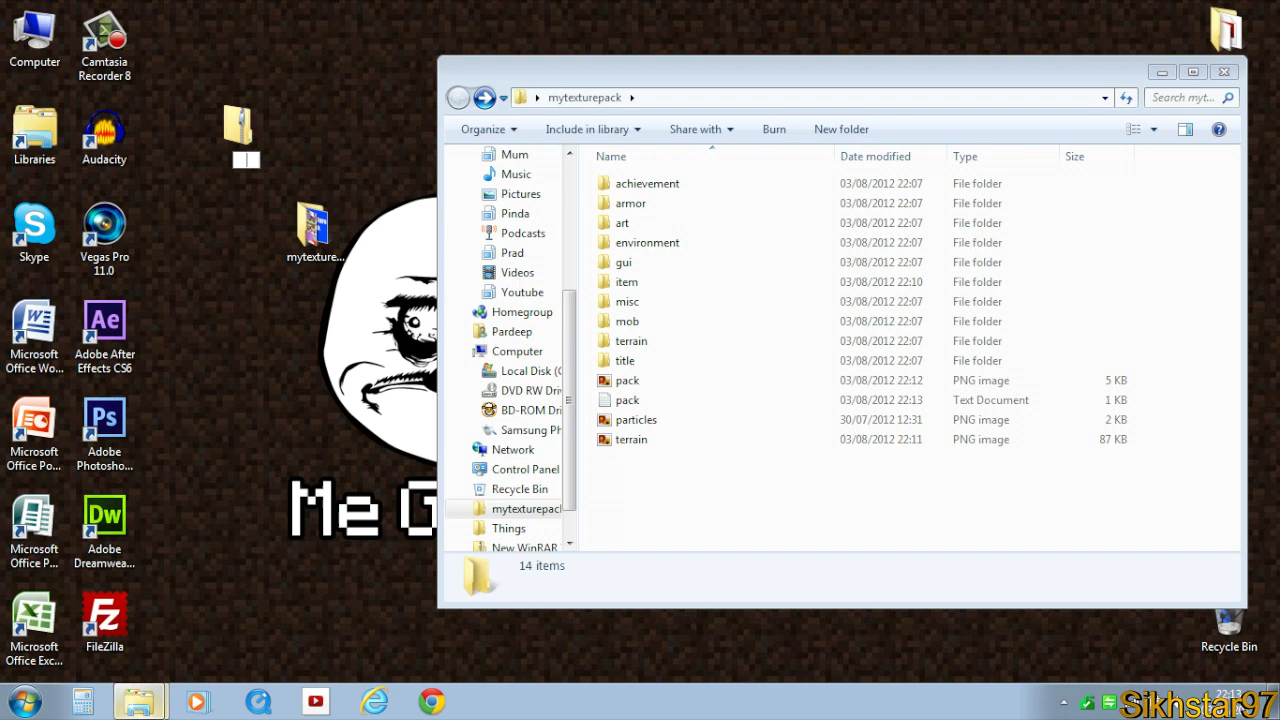 Computer
Camtasia
Recorder 8
Libraries
Audacity
Skype
Vegas Pro
11.0
Microsoft
Office Wo...
Adobe After
Effects CS6
Microsoft
Office Po...
Adobe
Photosho...
Microsoft
Office P...
Adobe
Dreamwea...
Microsoft
Office Exc...
FileZilla
mytexture...
Me G
mytexturepack
Search myt...
Organize
Include in library
Share with
Burn
New folder
Mum
Music
Pictures
Pinda
Podcasts
Prad
Videos
Youtube
Homegroup
Pardeep
Computer
Local Disk (C
DVD RW Dri
BD-ROM Dri
Samsung Ph
Network
Control Panel
Recycle Bin
mytexturepac
Things
New WinRAR
Name Date modified Type Size
achievement 03/08/2012 22:07 File folder
armor 03/08/2012 22:07 File folder
art 03/08/2012 22:07 File folder
environment 03/08/2012 22:07 File folder
gui 03/08/2012 22:07 File folder
item 03/08/2012 22:10 File folder
misc 03/08/2012 22:07 File folder
mob 03/08/2012 22:07 File folder
terrain 03/08/2012 22:07 File folder
title 03/08/2012 22:07 File folder
pack 03/08/2012 22:12 PNG image 5 KB
pack 03/08/2012 22:13 Text Document 1 KB
particles 30/07/2012 12:31 PNG image 2 KB
terrain 03/08/2012 22:11 PNG image 87 KB
14 items
Recycle Bin
22:13
Sikhstar97